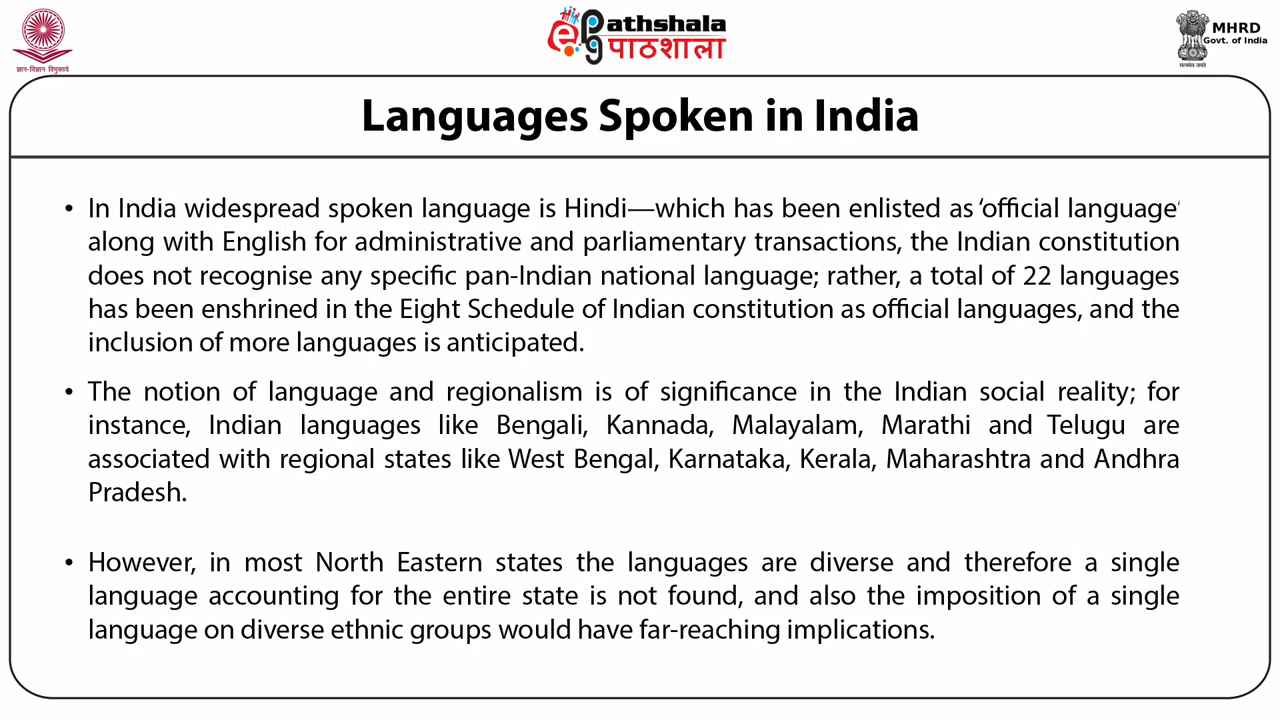 ज्ञान-विज्ञान विमुक्तये
epgathshala
पाठशाला
MHRD
Govt. of India
सत्यमेव जयते
Languages Spoken in India
• In India widespread spoken language is Hindi—which has been enlisted as ‘official language‘
along with English for administrative and parliamentary transactions, the Indian constitution
does not recognise any specific pan-Indian national language; rather, a total of 22 languages
has been enshrined in the Eight Schedule of Indian constitution as official languages, and the
inclusion of more languages is anticipated.
• The notion of language and regionalism is of significance in the Indian social reality; for
instance, Indian languages like Bengali, Kannada, Malayalam, Marathi and Telugu are
associated with regional states like West Bengal, Karnataka, Kerala, Maharashtra and Andhra
Pradesh.
• However, in most North Eastern states the languages are diverse and therefore a single
language accounting for the entire state is not found, and also the imposition of a single
language on diverse ethnic groups would have far-reaching implications.